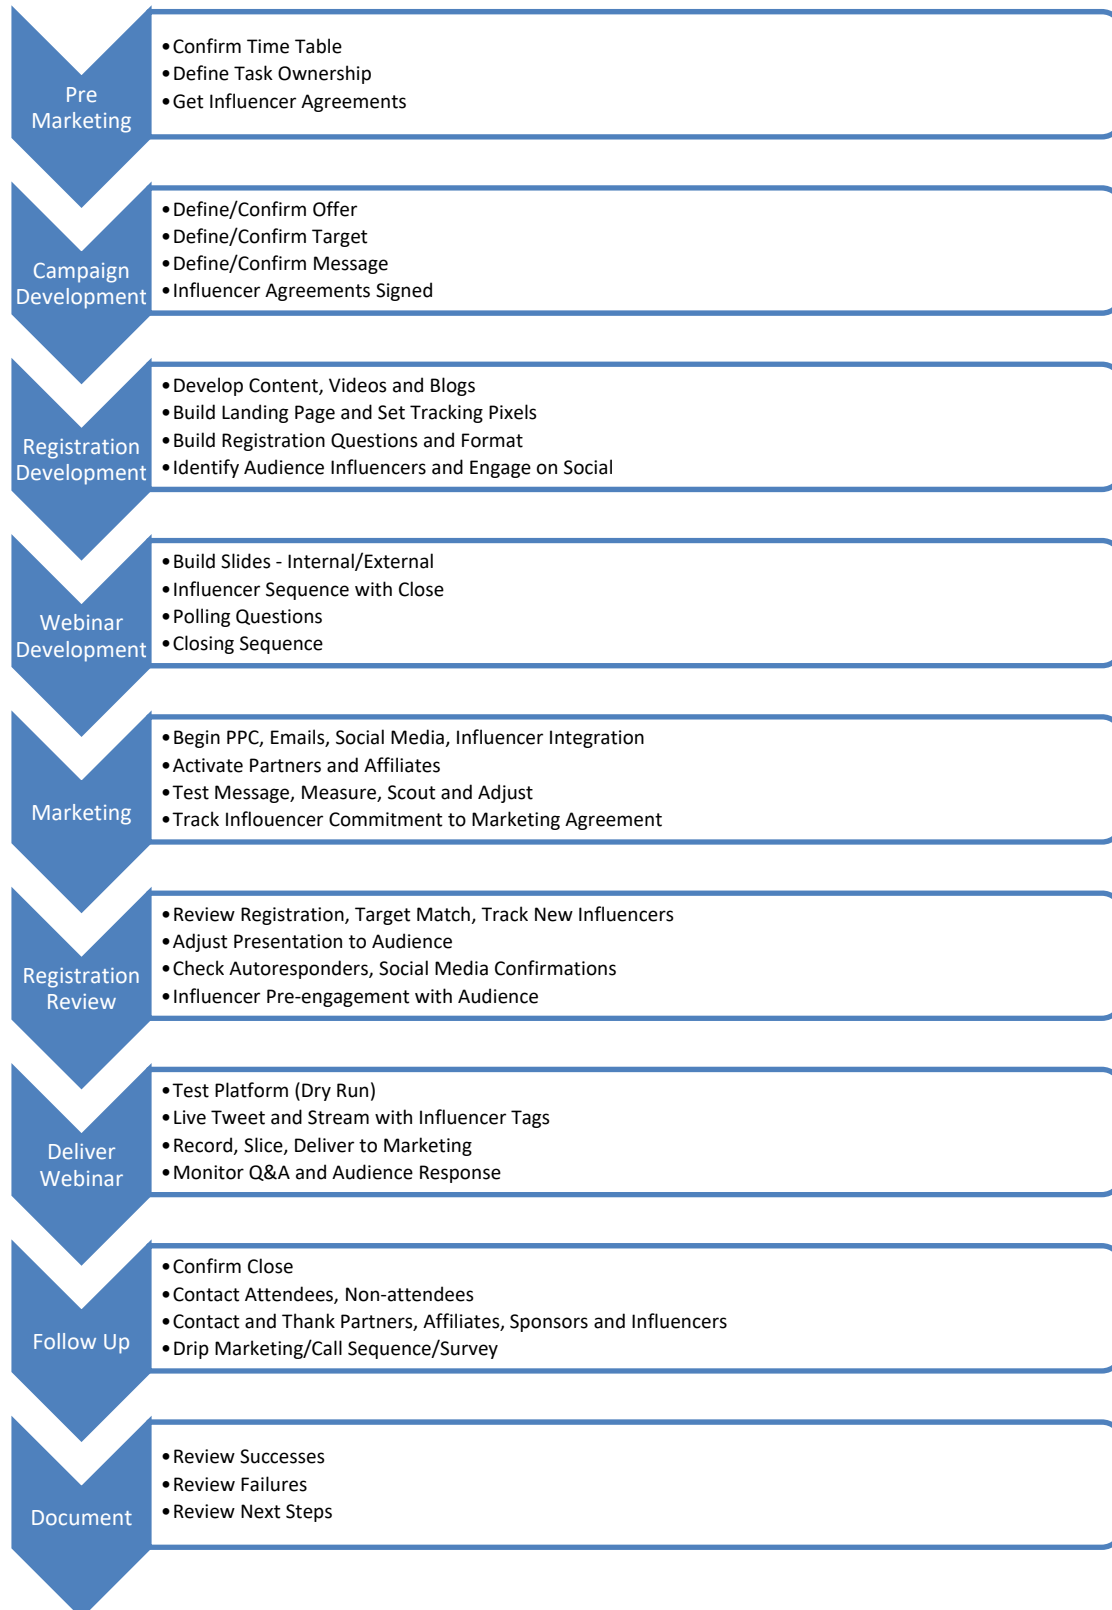 Pre
Marketing
•Confirm Time Table
•Define Task Ownership
•Get Influencer Agreements
Campaign
Development
•Define/Confirm Offer
•Define/Confirm Target
•Define/Confirm Message
•Influencer Agreements Signed
Registration
Development
•Develop Content, Videos and Blogs
•Build Landing Page and Set Tracking Pixels
•Build Registration Questions and Format
•Identify Audience Influencers and Engage on Social
Webinar
Development
•Build Slides - Internal/External
•Influencer Sequence with Close
•Polling Questions
•Closing Sequence
Marketing
•Begin PPC, Emails, Social Media, Influencer Integration
•Activate Partners and Affiliates
•Test Message, Measure, Scout and Adjust
•Track Inflouencer Commitment to Marketing Agreement
Registration
Review
•Review Registration, Target Match, Track New Influencers
•Adjust Presentation to Audience
•Check Autoresponders, Social Media Confirmations
•Influencer Pre-engagement with Audience
Deliver
Webinar
•Test Platform (Dry Run)
•Live Tweet and Stream with Influencer Tags
•Record, Slice, Deliver to Marketing
•Monitor Q&A and Audience Response
Follow Up
•Confirm Close
•Contact Attendees, Non-attendees
•Contact and Thank Partners, Affiliates, Sponsors and Influencers
•Drip Marketing/Call Sequence/Survey
Document
•Review Successes
•Review Failures
•Review Next Steps